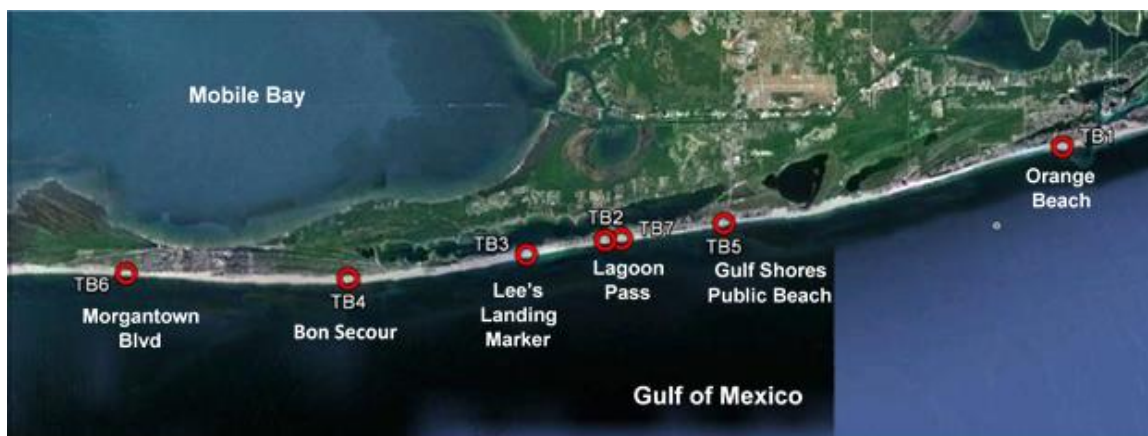 Mobile Bay
TB1
Orange
Beach
TB2
TB7
TB3
TB5
Lagoon
Pass
Gulf Shores
Public Beach
TB6
TB4
Lee's
Landing
Marker
Morgantown
Blvd
Bon Secour
Gulf of Mexico